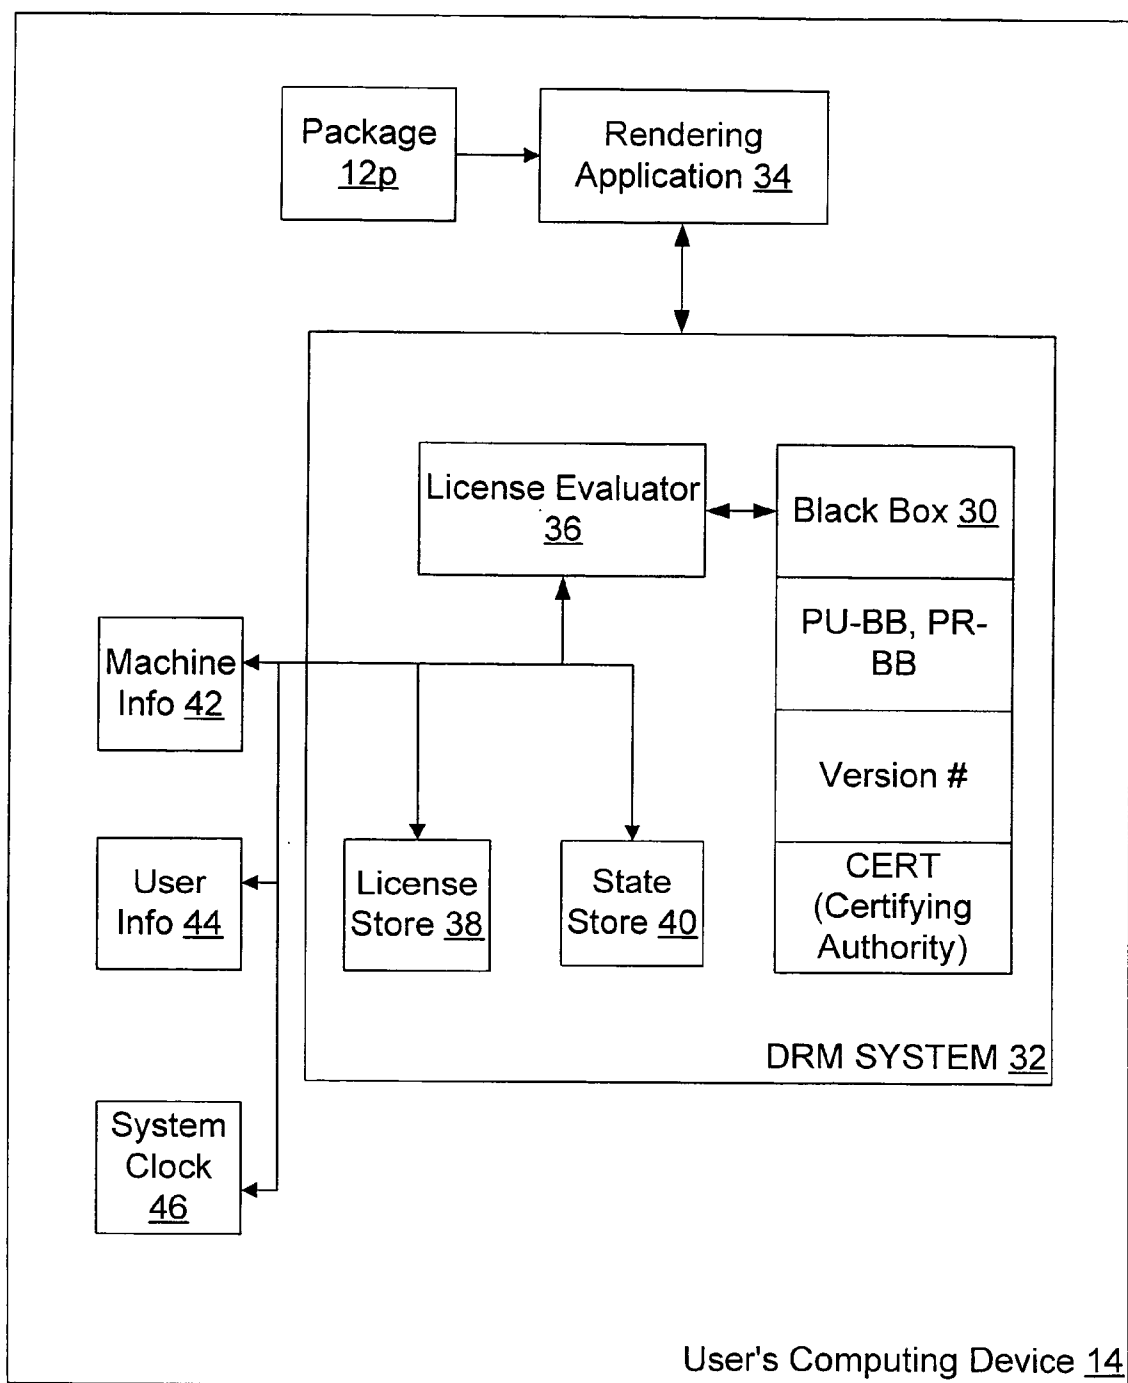 Package
12p
Rendering
Application 34
License Evaluator
36
Black Box 30
PU-BB, PR-
BB
Version #
CERT
(Certifying
Authority)
Machine
Info 42
User
Info 44
System
Clock
46
License
Store 38
State
Store 40
DRM SYSTEM 32
User's Computing Device 14